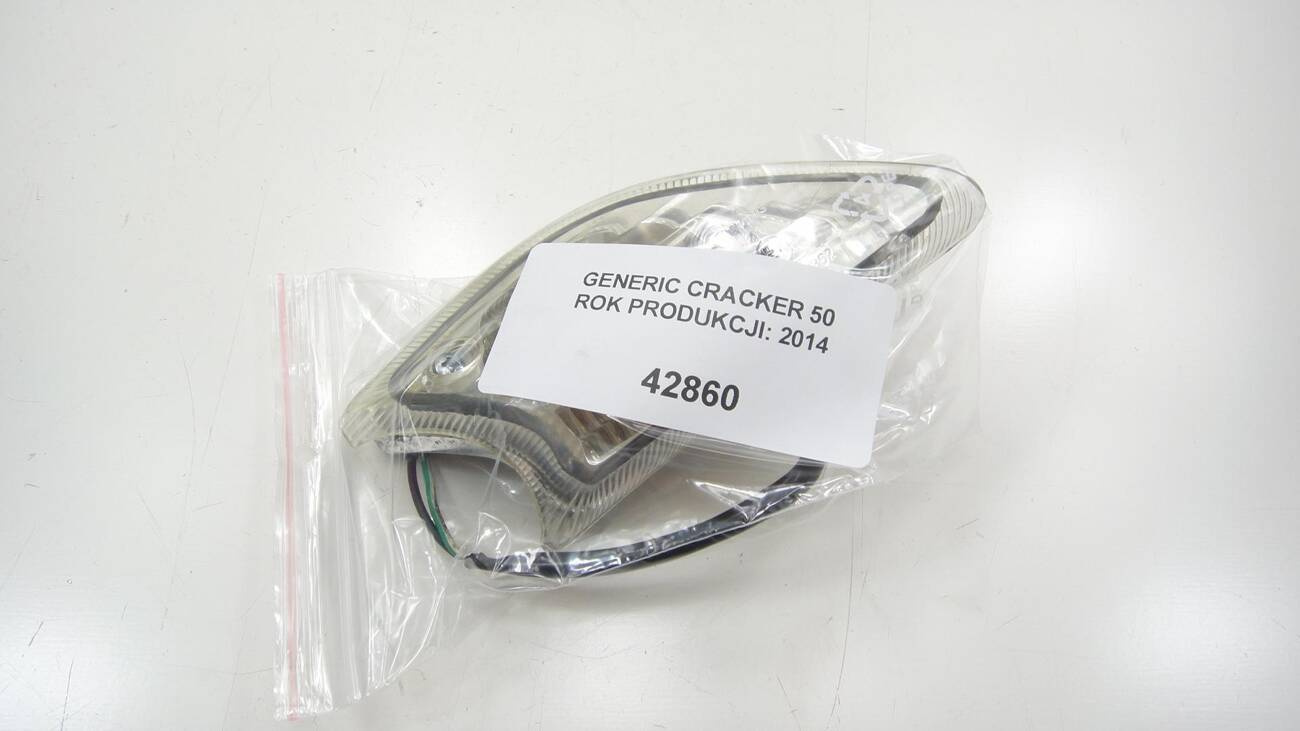 GENERIC CRACKER 50
ROK PRODUKCJI: 2014
42860